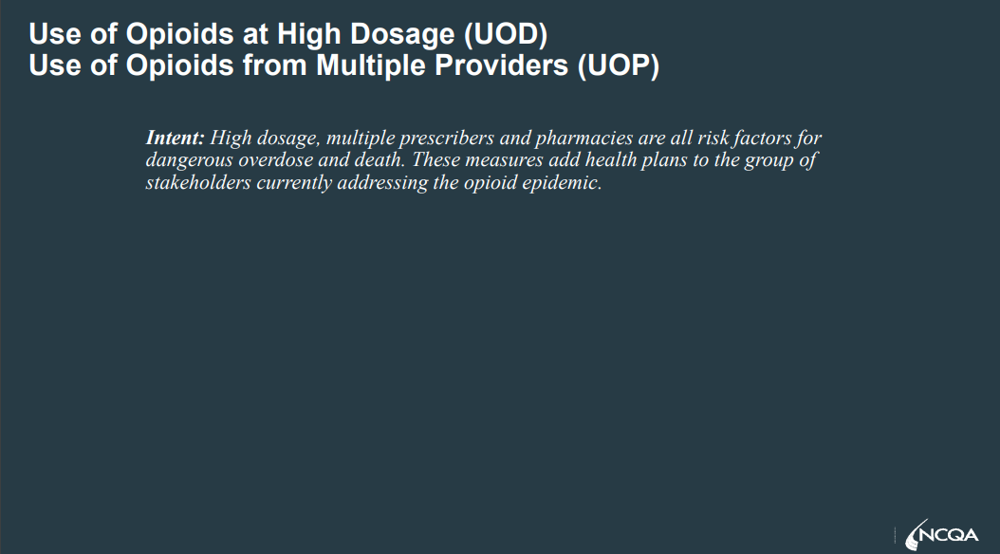 Use of Opioids at High Dosage (UOD)
Use of Opioids from Multiple Providers (UOP)
Intent: High dosage, multiple prescribers and pharmacies are all risk factors for
dangerous overdose and death. These measures add health plans to the group of
stakeholders currently addressing the opioid epidemic.
NCQA